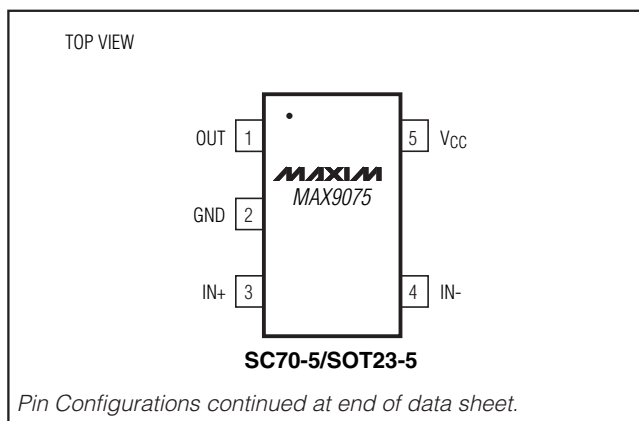 TOP VIEW
OUT 1
5 VCC
MAXIM
MAX9075
GND 2
IN+ 3
4 IN-
SC70-5/SOT23-5
Pin Configurations continued at end of data sheet.